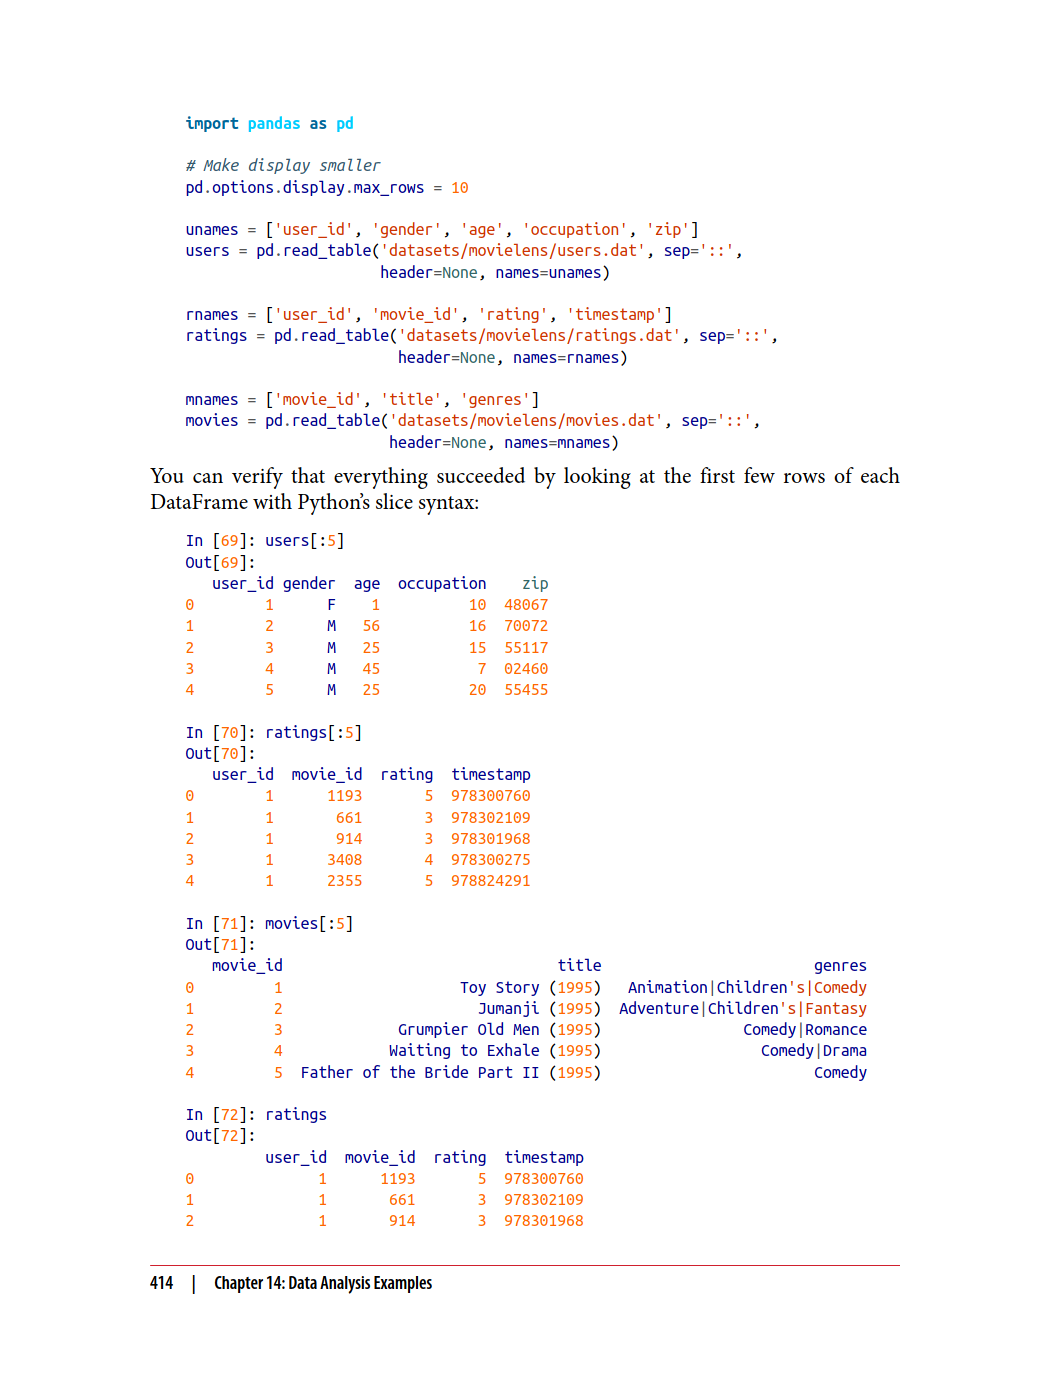 import pandas as pd
# Make display smaller
pd.options.display.max_rows = 10
unames = ['user_id', 'gender', 'age', 'occupation', 'zip']
users = pd.read_table('datasets/movielens/users.dat', sep='::',
header=None, names=unames)
rnames = ['user_id', 'movie_id', 'rating', 'timestamp']
ratings = pd.read_table('datasets/movielens/ratings.dat', sep='::',
header=None, names=rnames)
mnames = ['movie_id', 'title', 'genres']
movies = pd.read_table('datasets/movielens/movies.dat', sep='::',
header=None, names=mnames)
You can verify that everything succeeded by looking at the first few rows of each
DataFrame with Python’s slice syntax:
In [69]: users[:5]
Out[69]:
user_id gender age occupation zip
0 1 F 1 10 48067
1 2 M 56 16 70072
2 3 M 25 15 55117
3 4 M 45 7 02460
4 5 M 25 20 55455
In [70]: ratings[:5]
Out[70]:
user_id movie_id rating timestamp
0 1 1193 5 978300760
1 1 661 3 978302109
2 1 914 3 978301968
3 1 3408 4 978300275
4 1 2355 5 978824291
In [71]: movies[:5]
Out[71]:
movie_id title genres
0 1 Toy Story (1995) Animation|Children's|Comedy
1 2 Jumanji (1995) Adventure|Children's|Fantasy
2 3 Grumpier Old Men (1995) Comedy|Romance
3 4 Waiting to Exhale (1995) Comedy|Drama
4 5 Father of the Bride Part II (1995) Comedy
In [72]: ratings
Out[72]:
user_id movie_id rating timestamp
0 1 1193 5 978300760
1 1 661 3 978302109
2 1 914 3 978301968
414 | Chapter 14: Data Analysis Examples